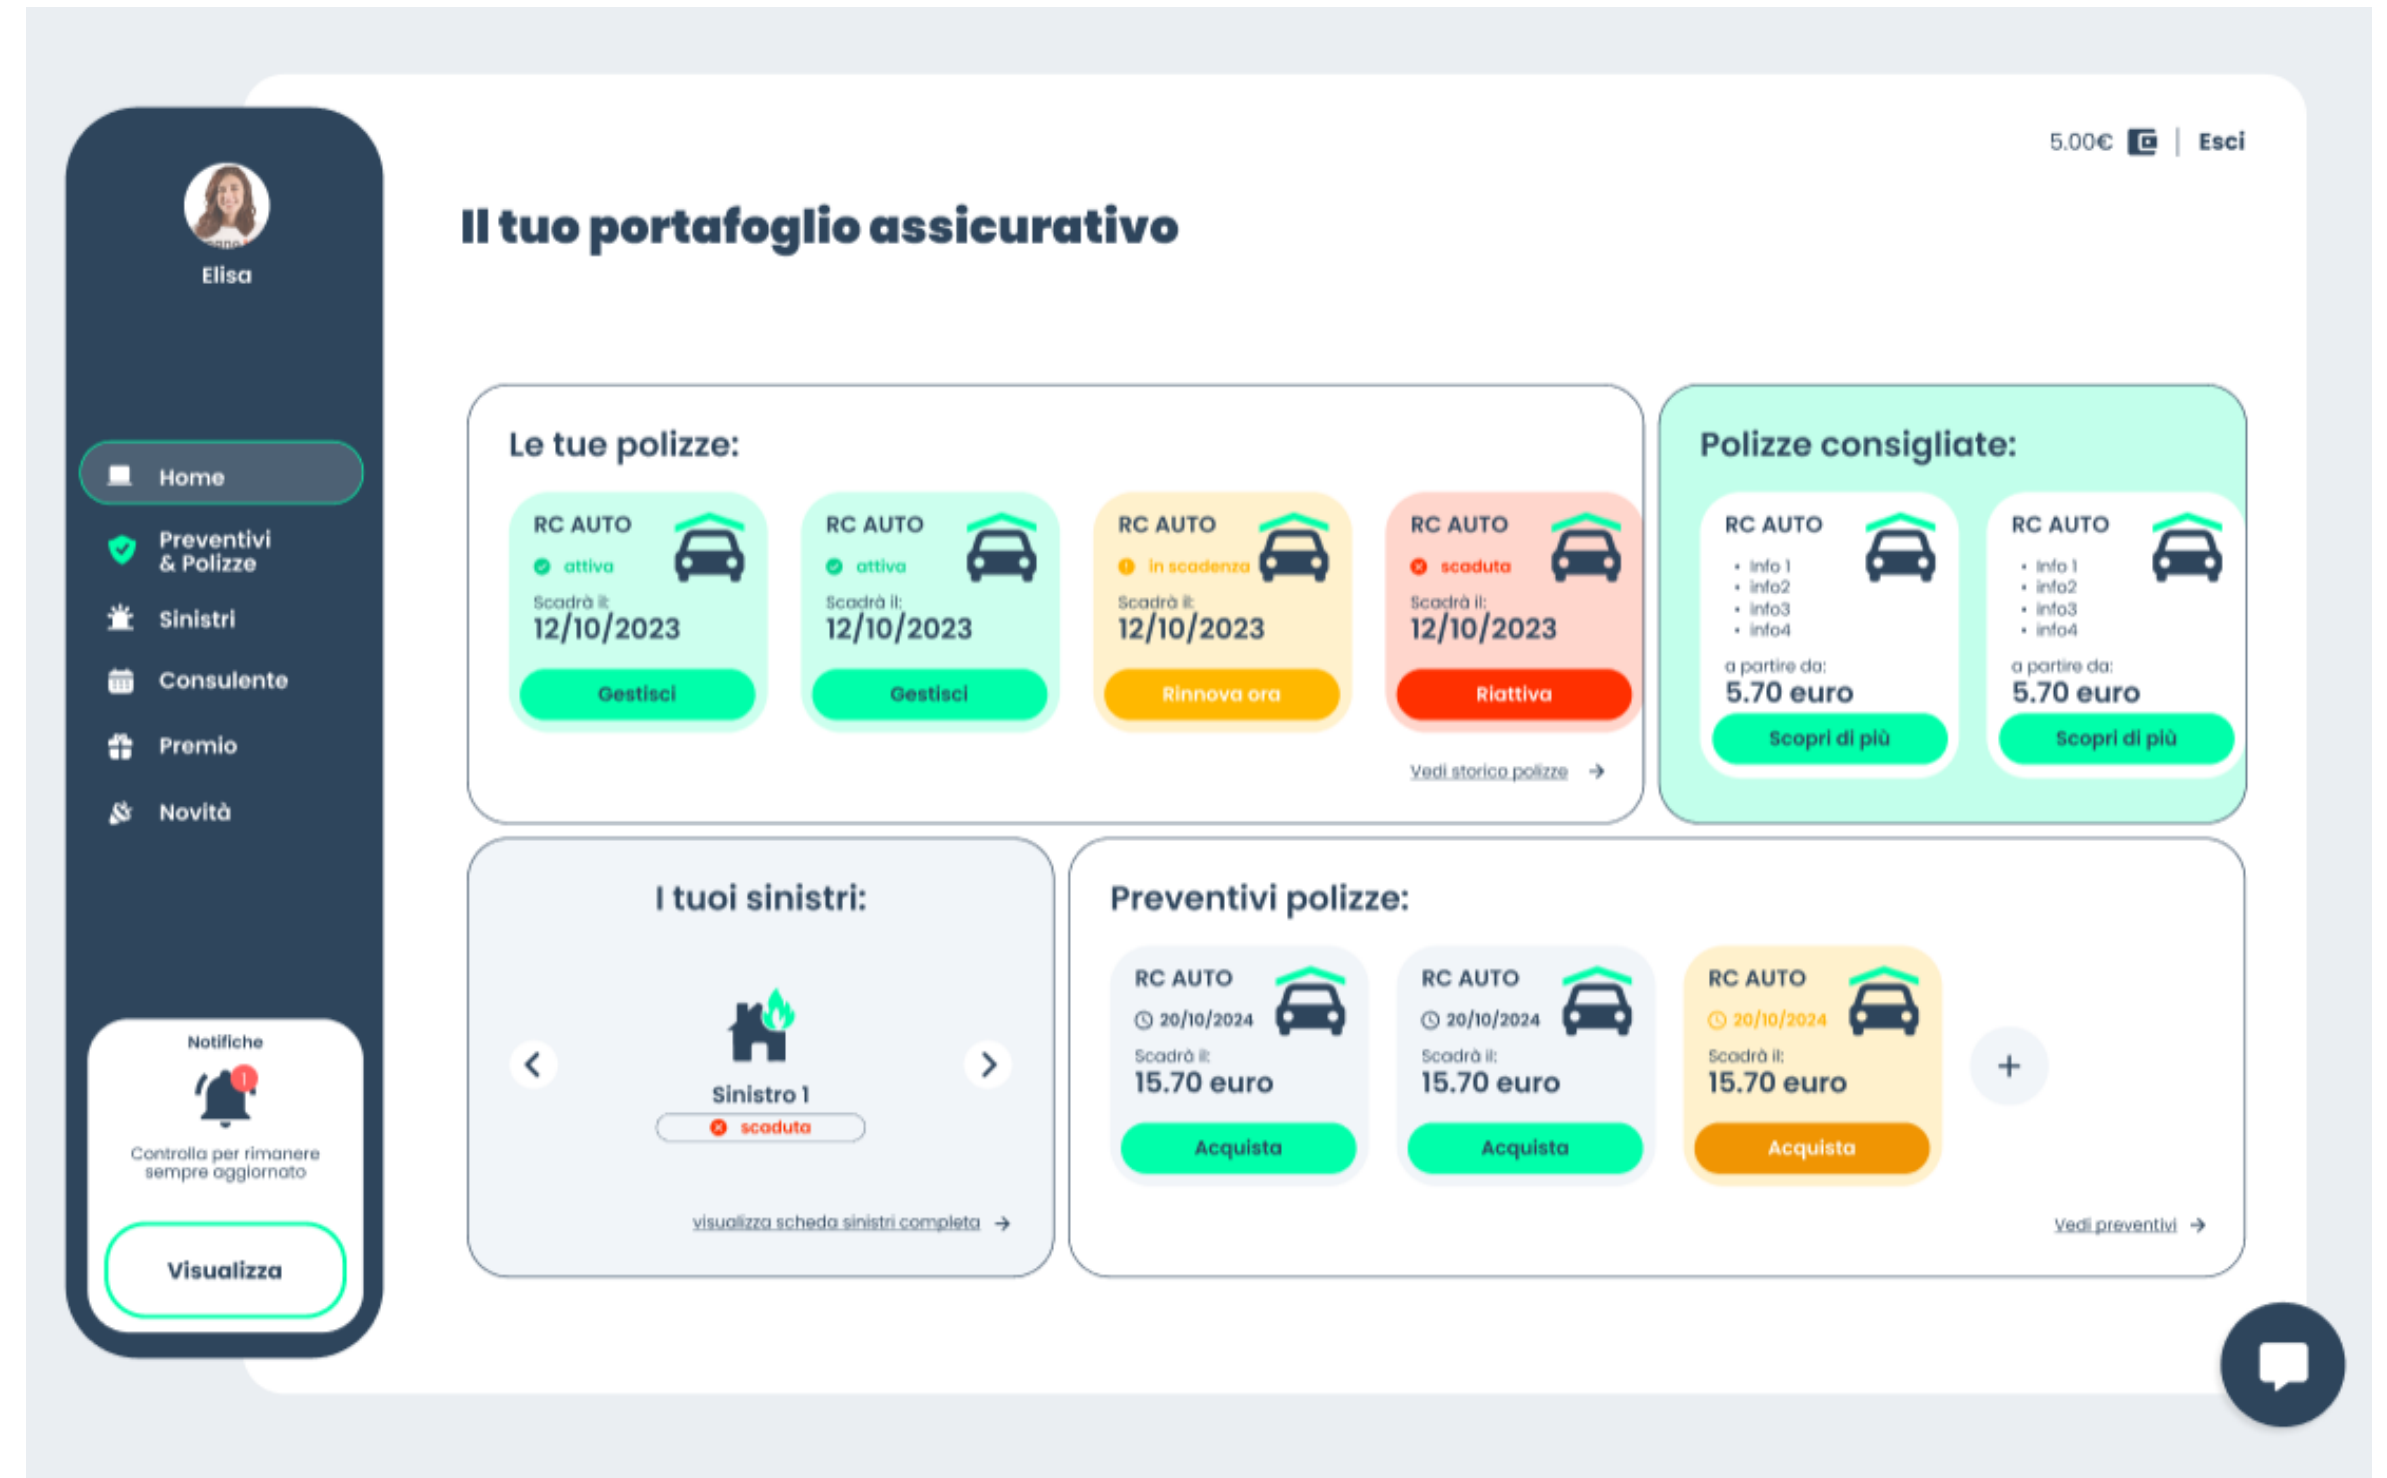 5.00€ | Esci
Elisa
Il tuo portafoglio assicurativo
Home
Preventivi
& Polizze
Sinistri
Consulente
Premio
Novità
Notifiche
1
Controlla per rimanere
sempre aggiornato
Visualizza
Le tue polizze:
RC AUTO
attiva
Scadrà il:
12/10/2023
Gestisci
RC AUTO
attiva
Scadrà il:
12/10/2023
Gestisci
RC AUTO
in scadenza
Scadrà il:
12/10/2023
Rinnova ora
RC AUTO
scaduta
Scadrà il:
12/10/2023
Riattiva
Vedi storico polizze →
Polizze consigliate:
RC AUTO
• Info 1
• info2
• info3
• info4
a partire da:
5.70 euro
Scopri di più
RC AUTO
• Info 1
• info2
• info3
• info4
a partire da:
5.70 euro
Scopri di più
I tuoi sinistri:
Sinistro 1
scaduta
visualizza scheda sinistri completa →
Preventivi polizze:
RC AUTO
20/10/2024
Scadrà il:
15.70 euro
Acquista
RC AUTO
20/10/2024
Scadrà il:
15.70 euro
Acquista
RC AUTO
20/10/2024
Scadrà il:
15.70 euro
Acquista
+
Vedi preventivi →